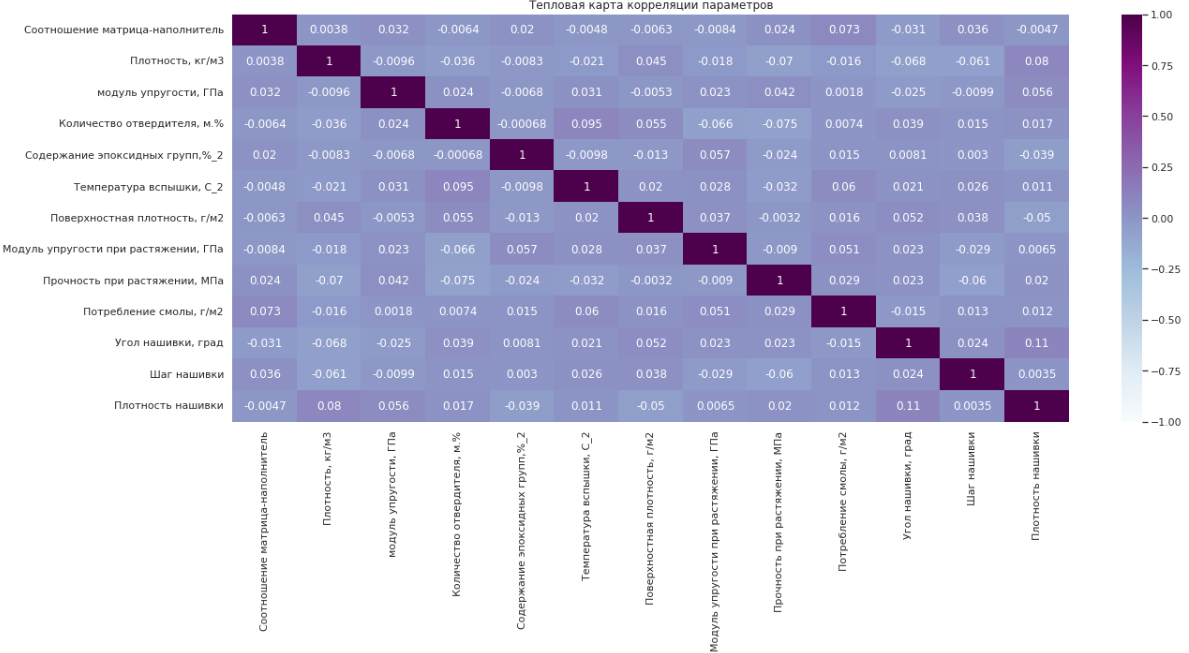 Тепловая карта корреляции параметров
Соотношение матрица-наполнитель 1 0.0038 0.032 -0.0064 0.02 -0.0048 -0.0063 -0.0084 0.024 0.073 -0.031 0.036 -0.0047
Плотность, кг/м3 0.0038 1 -0.0096 -0.036 -0.0083 -0.021 0.045 -0.018 -0.07 -0.016 -0.068 -0.061 0.08
модуль упругости, ГПа 0.032 -0.0096 1 0.024 -0.0068 0.031 -0.0053 0.023 0.042 0.0018 -0.025 -0.0099 0.056
Количество отвердителя, м.% -0.0064 -0.036 0.024 1 -0.00068 0.095 0.055 -0.066 -0.075 0.0074 0.039 0.015 0.017
Содержание эпоксидных групп,%_2 0.02 -0.0083 -0.0068 -0.00068 1 -0.0098 -0.013 0.057 -0.024 0.015 0.0081 0.003 -0.039
Температура вспышки, С_2 -0.0048 -0.021 0.031 0.095 -0.0098 1 0.02 0.028 -0.032 0.06 0.021 0.026 0.011
Поверхностная плотность, г/м2 -0.0063 0.045 -0.0053 0.055 -0.013 0.02 1 0.037 -0.0032 0.016 0.052 0.038 -0.05
Модуль упругости при растяжении, ГПа -0.0084 -0.018 0.023 -0.066 0.057 0.028 0.037 1 -0.009 0.051 0.023 -0.029 0.0065
Прочность при растяжении, МПа 0.024 -0.07 0.042 -0.075 -0.024 -0.032 -0.0032 -0.009 1 0.029 0.023 -0.06 0.02
Потребление смолы, г/м2 0.073 -0.016 0.0018 0.0074 0.015 0.06 0.016 0.051 0.029 1 -0.015 0.013 0.012
Угол нашивки, град -0.031 -0.068 -0.025 0.039 0.0081 0.021 0.052 0.023 0.023 -0.015 1 0.024 0.11
Шаг нашивки 0.036 -0.061 -0.0099 0.015 0.003 0.026 0.038 -0.029 -0.06 0.013 0.024 1 0.0035
Плотность нашивки -0.0047 0.08 0.056 0.017 -0.039 0.011 -0.05 0.0065 0.02 0.012 0.11 0.0035 1
Соотношение матрица-наполнитель
Плотность, кг/м3
модуль упругости, ГПа
Количество отвердителя, м.%
Содержание эпоксидных групп,%_2
Температура вспышки, С_2
Поверхностная плотность, г/м2
Модуль упругости при растяжении, ГПа
Прочность при растяжении, МПа
Потребление смолы, г/м2
Угол нашивки, град
Шаг нашивки
Плотность нашивки
1.00
0.75
0.50
0.25
0.00
−0.25
−0.50
−0.75
−1.00